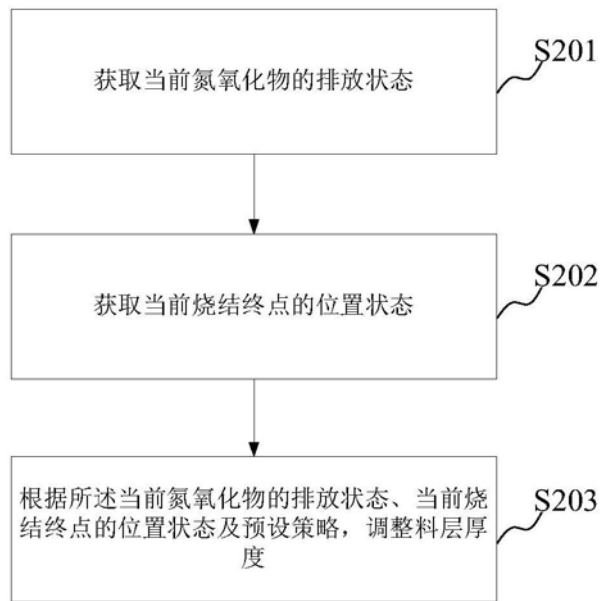 获取当前氮氧化物的排放状态
S201
获取当前烧结终点的位置状态
S202
根据所述当前氮氧化物的排放状态、当前烧
结终点的位置状态及预设策略，调整料层厚
度
S203